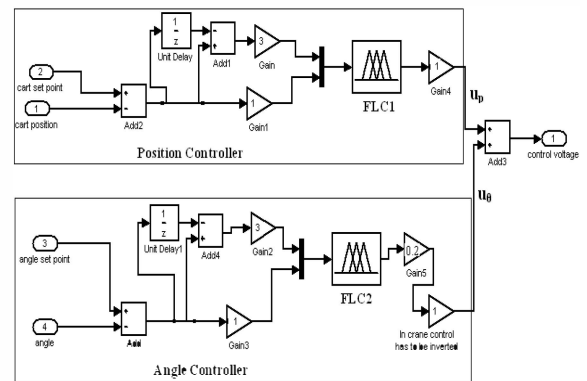 1
z
Unit Delay
-
+
Add1
3
Gain
2
cart set point
1
cart position
+
-
Add2
1
Gain1
FLC1
1
Gain4
u_p
Position Controller
+
+
Add3
1
control voltage
u_θ
1
z
Unit Delay1
-
+
Add4
3
Gain2
3
angle set point
4
angle
+
-
Add
1
Gain3
FLC2
0.2
Gain5
1
In crane control
has to be inverted
Angle Controller